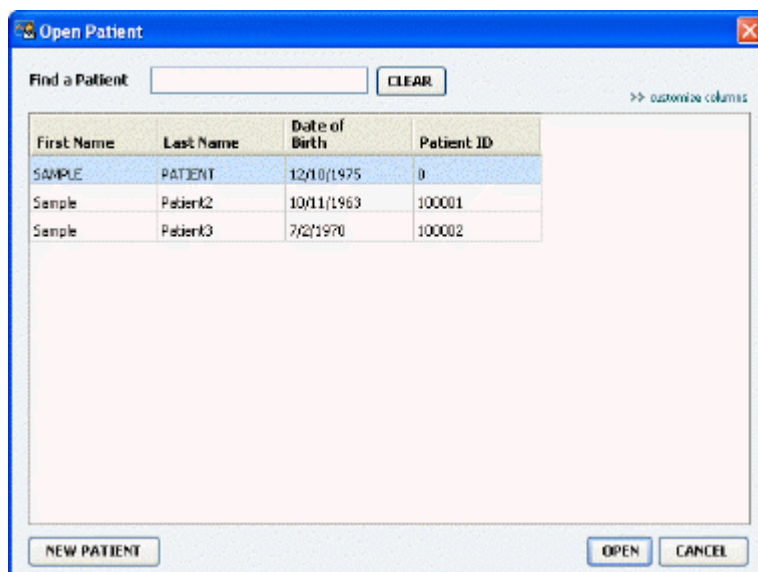 Open Patient
Find a Patient CLEAR
>> customize columns
First Name Last Name Date of Birth Patient ID
SAMPLE PATIENT 12/10/1975 0
Sample Patient2 10/11/1963 100001
Sample Patient3 7/2/1970 100002
NEW PATIENT OPEN CANCEL